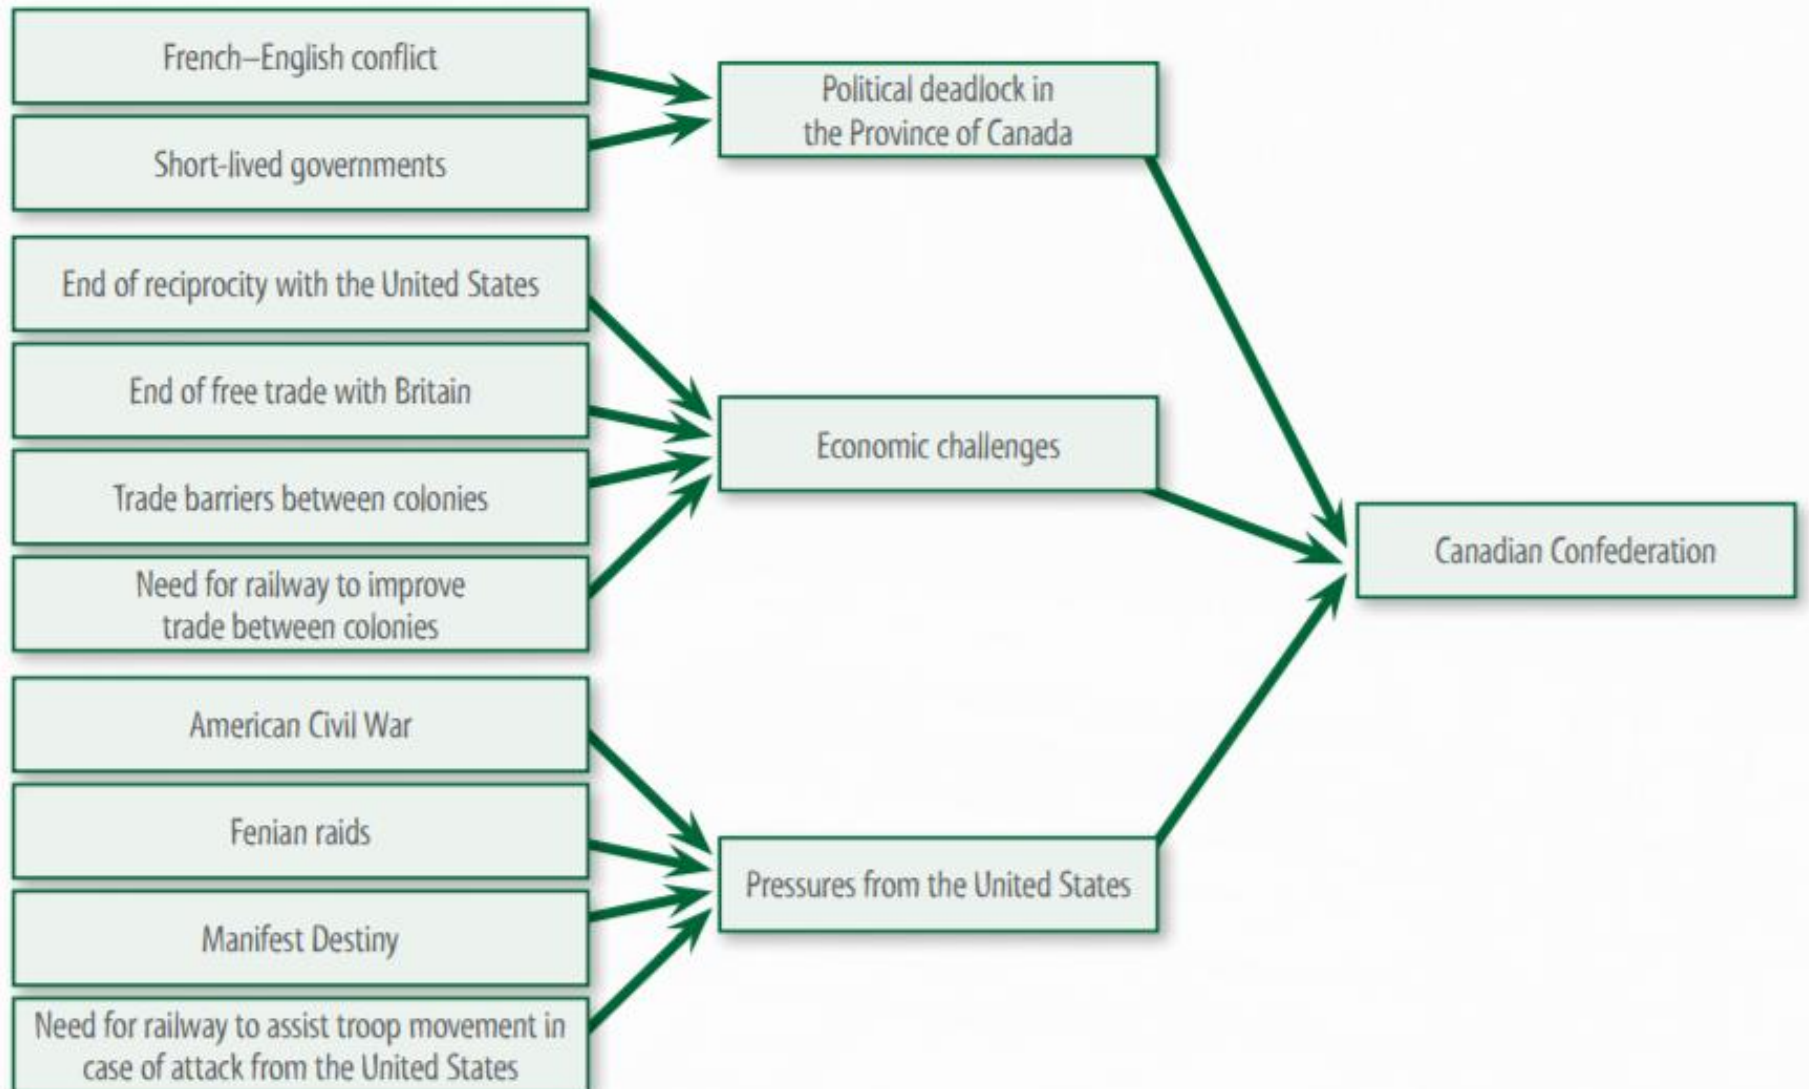 French–English conflict
Short-lived governments
Political deadlock in
the Province of Canada
End of reciprocity with the United States
End of free trade with Britain
Trade barriers between colonies
Need for railway to improve
trade between colonies
Economic challenges
Canadian Confederation
American Civil War
Fenian raids
Manifest Destiny
Need for railway to assist troop movement in
case of attack from the United States
Pressures from the United States